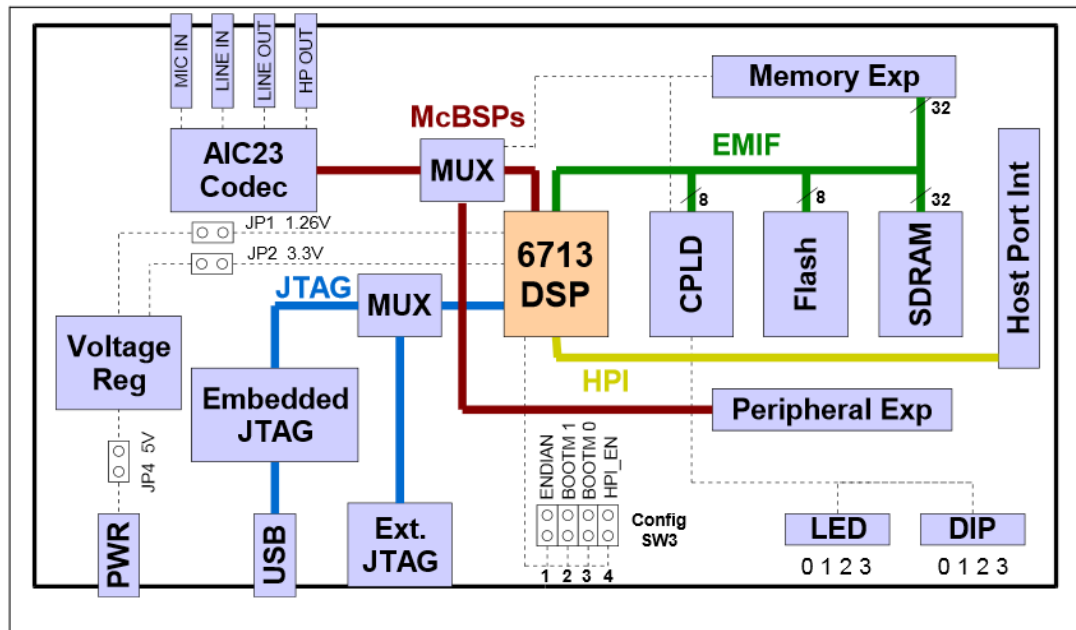 MIC IN
LINE IN
LINE OUT
HP OUT
AIC23
Codec
McBSPs
MUX
Memory Exp
32
EMIF
8
8
32
Host Port Int
JP1 1.26V
JP2 3.3V
6713
DSP
CPLD
Flash
SDRAM
JTAG
MUX
Voltage
Reg
HPI
Embedded
JTAG
Peripheral Exp
JP4 5V
ENDIAN
BOOTM 1
BOOTM 0
HPI_EN
Config
SW3
PWR
USB
Ext.
JTAG
1 2 3 4
LED
DIP
0 1 2 3
0 1 2 3